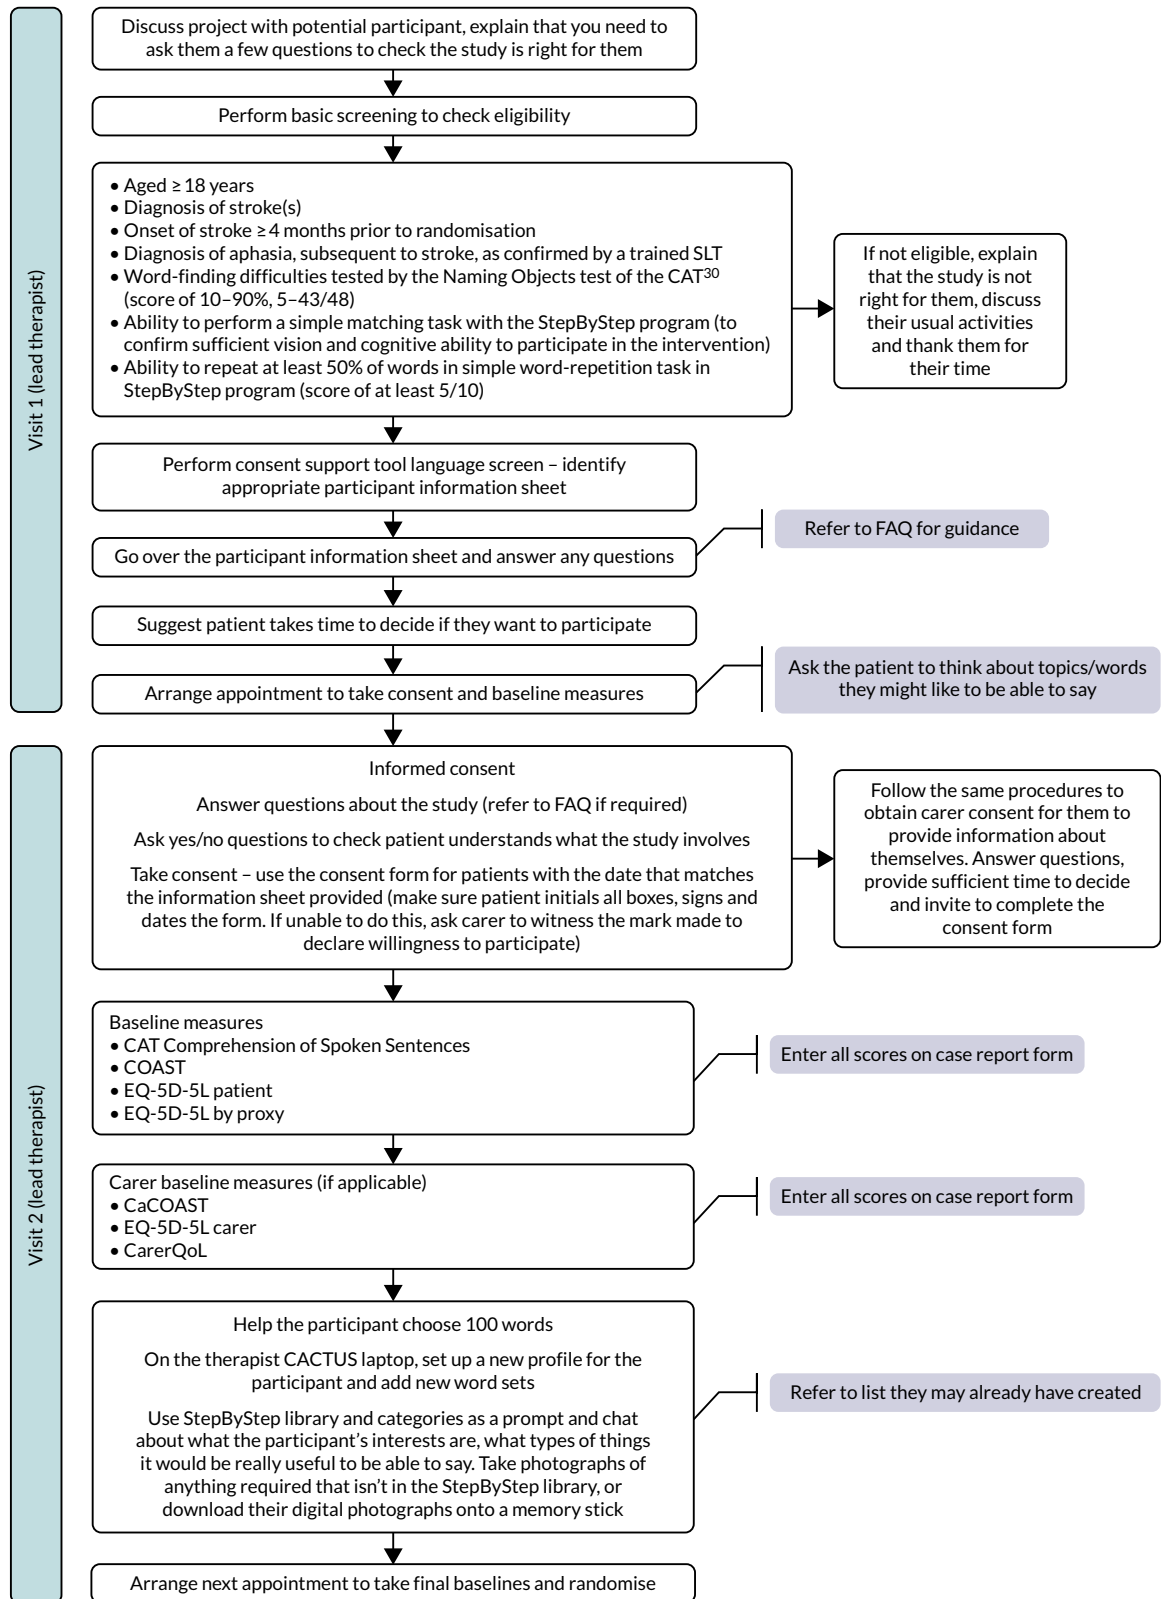 Visit 1 (lead therapist)
Discuss project with potential participant, explain that you need to
ask them a few questions to check the study is right for them
Perform basic screening to check eligibility
• Aged ≥ 18 years
• Diagnosis of stroke(s)
• Onset of stroke ≥ 4 months prior to randomisation
• Diagnosis of aphasia, subsequent to stroke, as confirmed by a trained SLT
• Word-finding difficulties tested by the Naming Objects test of the CAT30
(score of 10–90%, 5–43/48)
• Ability to perform a simple matching task with the StepByStep program (to
confirm sufficient vision and cognitive ability to participate in the intervention)
• Ability to repeat at least 50% of words in simple word-repetition task in
StepByStep program (score of at least 5/10)
If not eligible, explain
that the study is not
right for them, discuss
their usual activities
and thank them for
their time
Perform consent support tool language screen – identify
appropriate participant information sheet
Go over the participant information sheet and answer any questions
Refer to FAQ for guidance
Suggest patient takes time to decide if they want to participate
Arrange appointment to take consent and baseline measures
Ask the patient to think about topics/words
they might like to be able to say
Visit 2 (lead therapist)
Informed consent
Answer questions about the study (refer to FAQ if required)
Ask yes/no questions to check patient understands what the study involves
Take consent – use the consent form for patients with the date that matches
the information sheet provided (make sure patient initials all boxes, signs and
dates the form. If unable to do this, ask carer to witness the mark made to
declare willingness to participate)
Follow the same procedures to
obtain carer consent for them to
provide information about
themselves. Answer questions,
provide sufficient time to decide
and invite to complete the
consent form
Baseline measures
• CAT Comprehension of Spoken Sentences
• COAST
• EQ-5D-5L patient
• EQ-5D-5L by proxy
Enter all scores on case report form
Carer baseline measures (if applicable)
• CaCOAST
• EQ-5D-5L carer
• CarerQoL
Enter all scores on case report form
Help the participant choose 100 words
On the therapist CACTUS laptop, set up a new profile for the
participant and add new word sets
Use StepByStep library and categories as a prompt and chat
about what the participant's interests are, what types of things
it would be really useful to be able to say. Take photographs of
anything required that isn't in the StepByStep library, or
download their digital photographs onto a memory stick
Refer to list they may already have created
Arrange next appointment to take final baselines and randomise